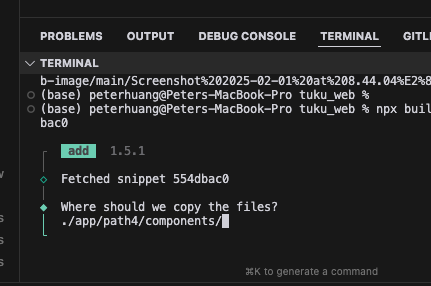 PROBLEMS OUTPUT DEBUG CONSOLE TERMINAL GITL
TERMINAL
b-image/main/Screenshot%202025-02-01%20at%208.44.04%E2%8
(base) peterhuang@Peters-MacBook-Pro tuku_web %
(base) peterhuang@Peters-MacBook-Pro tuku_web % npx buil
bac0
add 1.5.1
Fetched snippet 554dbac0
Where should we copy the files?
./app/path4/components/
⌘K to generate a command